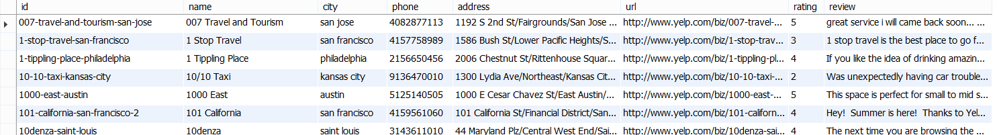 id name city phone address url rating review
007-travel-and-tourism-san-jose 007 Travel and Tourism san jose 4082877113 1192 S 2nd St/Fairgrounds/San Jose ... http://www.yelp.com/biz/007-travel-... 5 great service i will came back soon... ...
1-stop-travel-san-francisco 1 Stop Travel san francisco 4157758989 1586 Bush St/Lower Pacific Heights/S... http://www.yelp.com/biz/1-stop-trav... 3 1 stop travel is the best place to go f...
1-tippling-place-philadelphia 1 Tippling Place philadelphia 2156650456 2006 Chestnut St/Rittenhouse Squar... http://www.yelp.com/biz/1-tippling-pl... 4 If you like the idea of drinking amazin...
10-10-taxi-kansas-city 10/10 Taxi kansas city 9136470010 1300 Lydia Ave/Northeast/Kansas Cit... http://www.yelp.com/biz/10-10-taxi-... 2 Was unexpectedly having car trouble...
1000-east-austin 1000 East austin 5125140505 1000 E Cesar Chavez St/East Austin/... http://www.yelp.com/biz/1000-east-... 5 This space is perfect for small to mid s...
101-california-san-francisco-2 101 California san francisco 4159561060 101 California St/Financial District/San... http://www.yelp.com/biz/101-californ... 4 Hey!  Summer is here!  Thanks to Yel...
10denza-saint-louis 10denza saint louis 3143611010 44 Maryland Plz/Central West End/Sai... http://www.yelp.com/biz/10denza-sai... 4 The next time you are browsing the ...